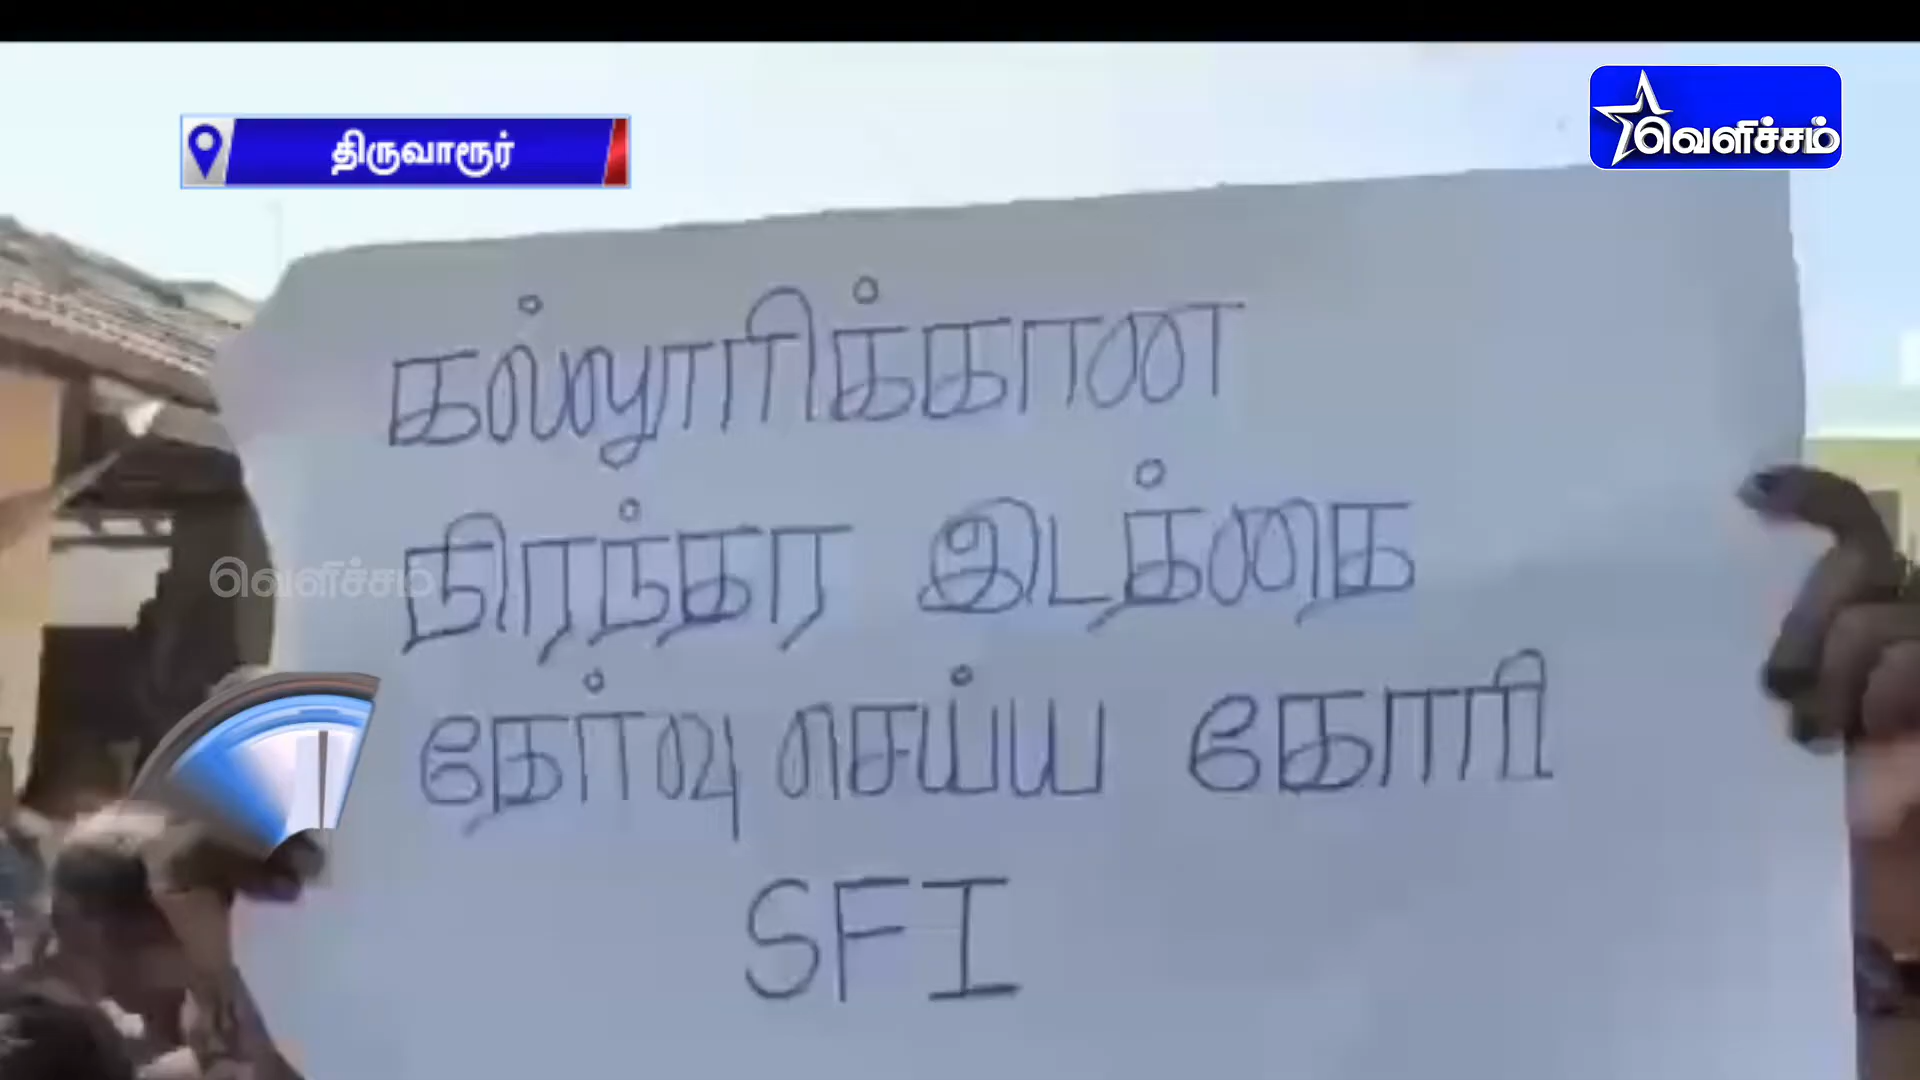 திருவாரூர்
வெளிச்சம்
கல்லூரிக்கான
நிரந்தர இடத்தை
வெளிச்சம்
தேர்வு செய்ய கோரி
SFI